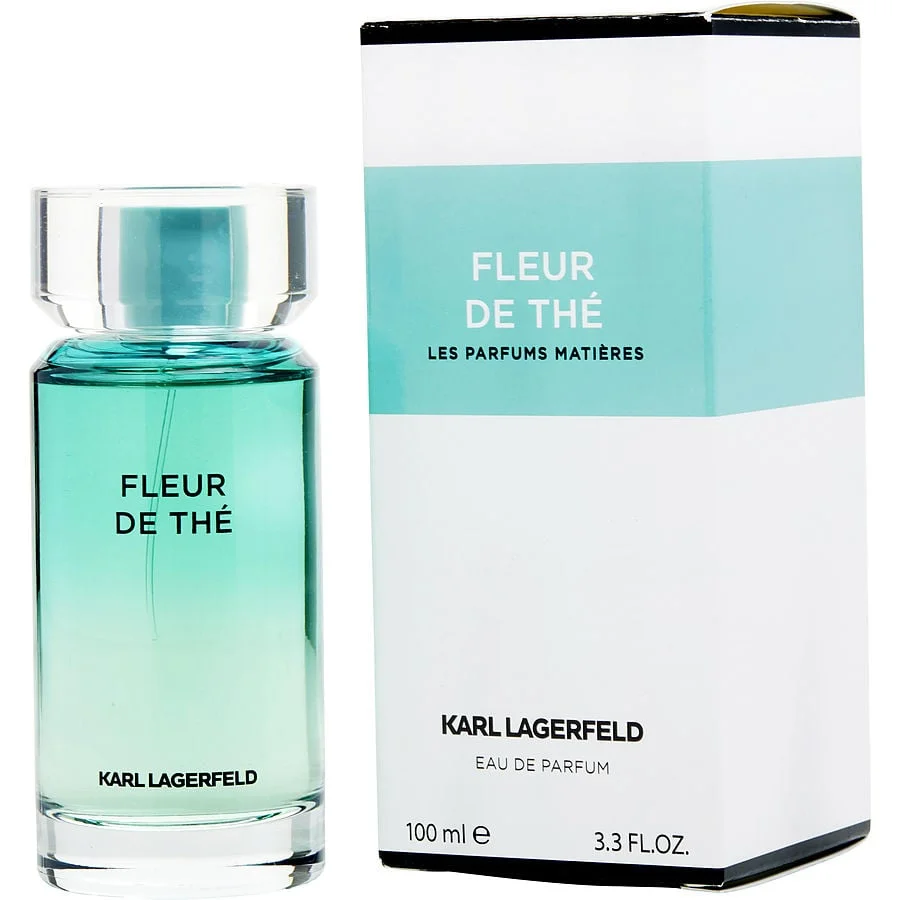 FLEUR
DE THÉ
KARL LAGERFELD
FLEUR
DE THÉ
LES PARFUMS MATIÈRES
KARL LAGERFELD
EAU DE PARFUM
100 ml ℮
3.3 FL.OZ.